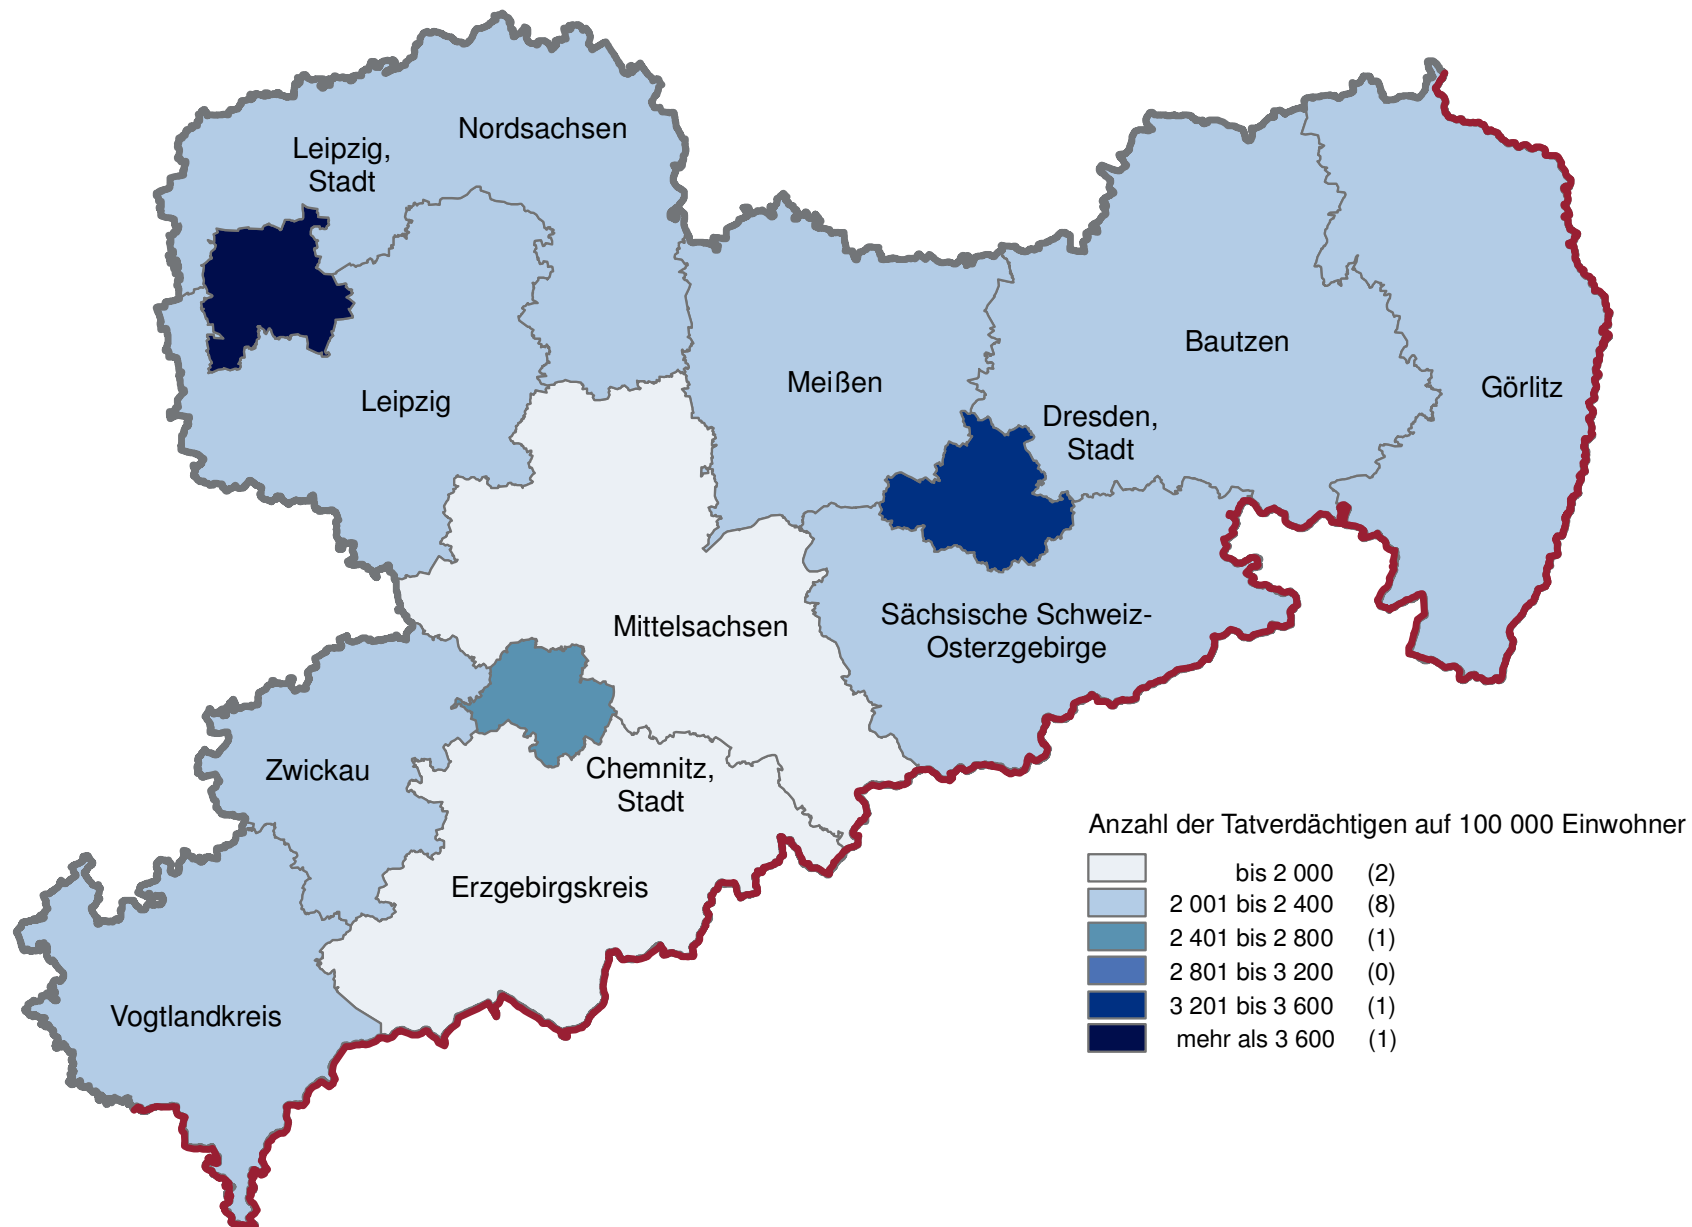 Nordsachsen
Leipzig,
Stadt
Leipzig
Meißen
Bautzen
Görlitz
Dresden,
Stadt
Mittelsachsen
Sächsische Schweiz-
Osterzgebirge
Zwickau
Chemnitz,
Stadt
Erzgebirgskreis
Vogtlandkreis
Anzahl der Tatverdächtigen auf 100 000 Einwohner
bis 2 000 (2)
2 001 bis 2 400 (8)
2 401 bis 2 800 (1)
2 801 bis 3 200 (0)
3 201 bis 3 600 (1)
mehr als 3 600 (1)